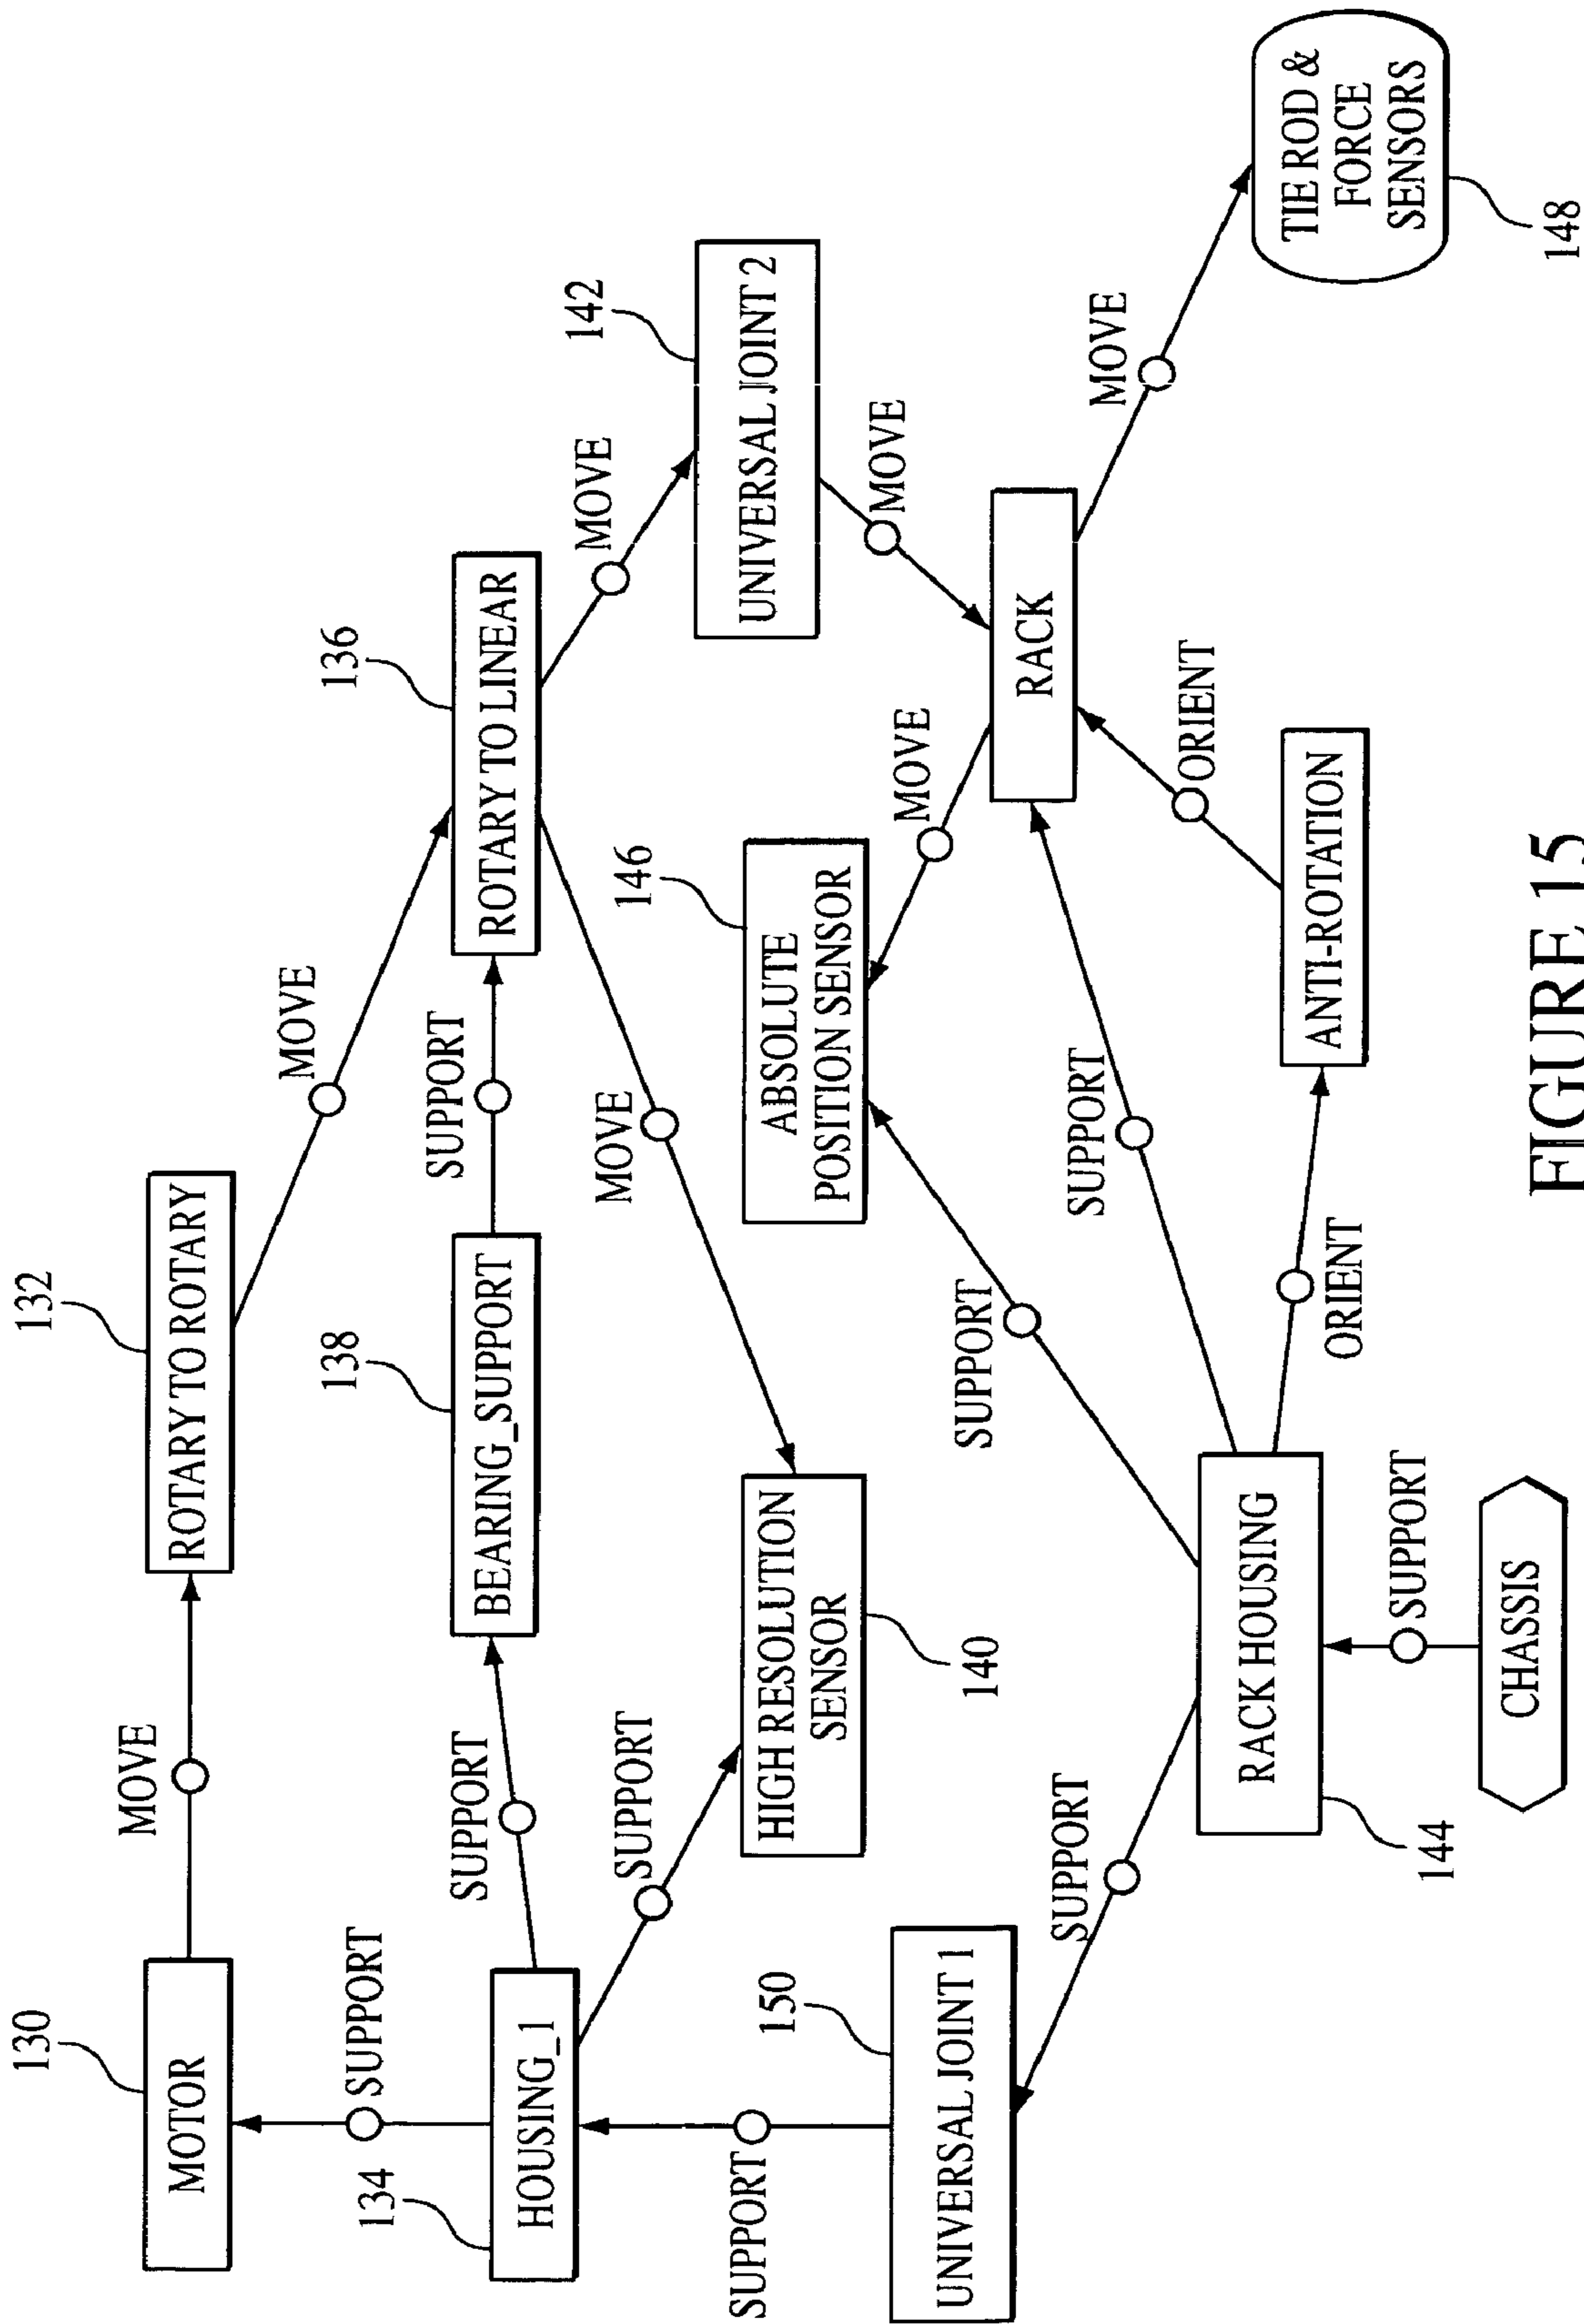 130
MOTOR
MOVE
132
ROTARY TO ROTARY
MOVE
SUPPORT
134
HOUSING_1
SUPPORT
138
BEARING_SUPPORT
SUPPORT
136
ROTARY TO LINEAR
MOVE
SUPPORT
HIGH RESOLUTION
SENSOR
140
MOVE
142
UNIVERSAL JOINT 2
MOVE
SUPPORT
150
UNIVERSAL JOINT 1
SUPPORT
146
ABSOLUTE
POSITION SENSOR
MOVE
SUPPORT
SUPPORT
RACK
MOVE
144
RACK HOUSING
ORIENT
ANTI-ROTATION
ORIENT
TIE ROD &
FORCE
SENSORS
148
SUPPORT
CHASSIS
FIGURE 15